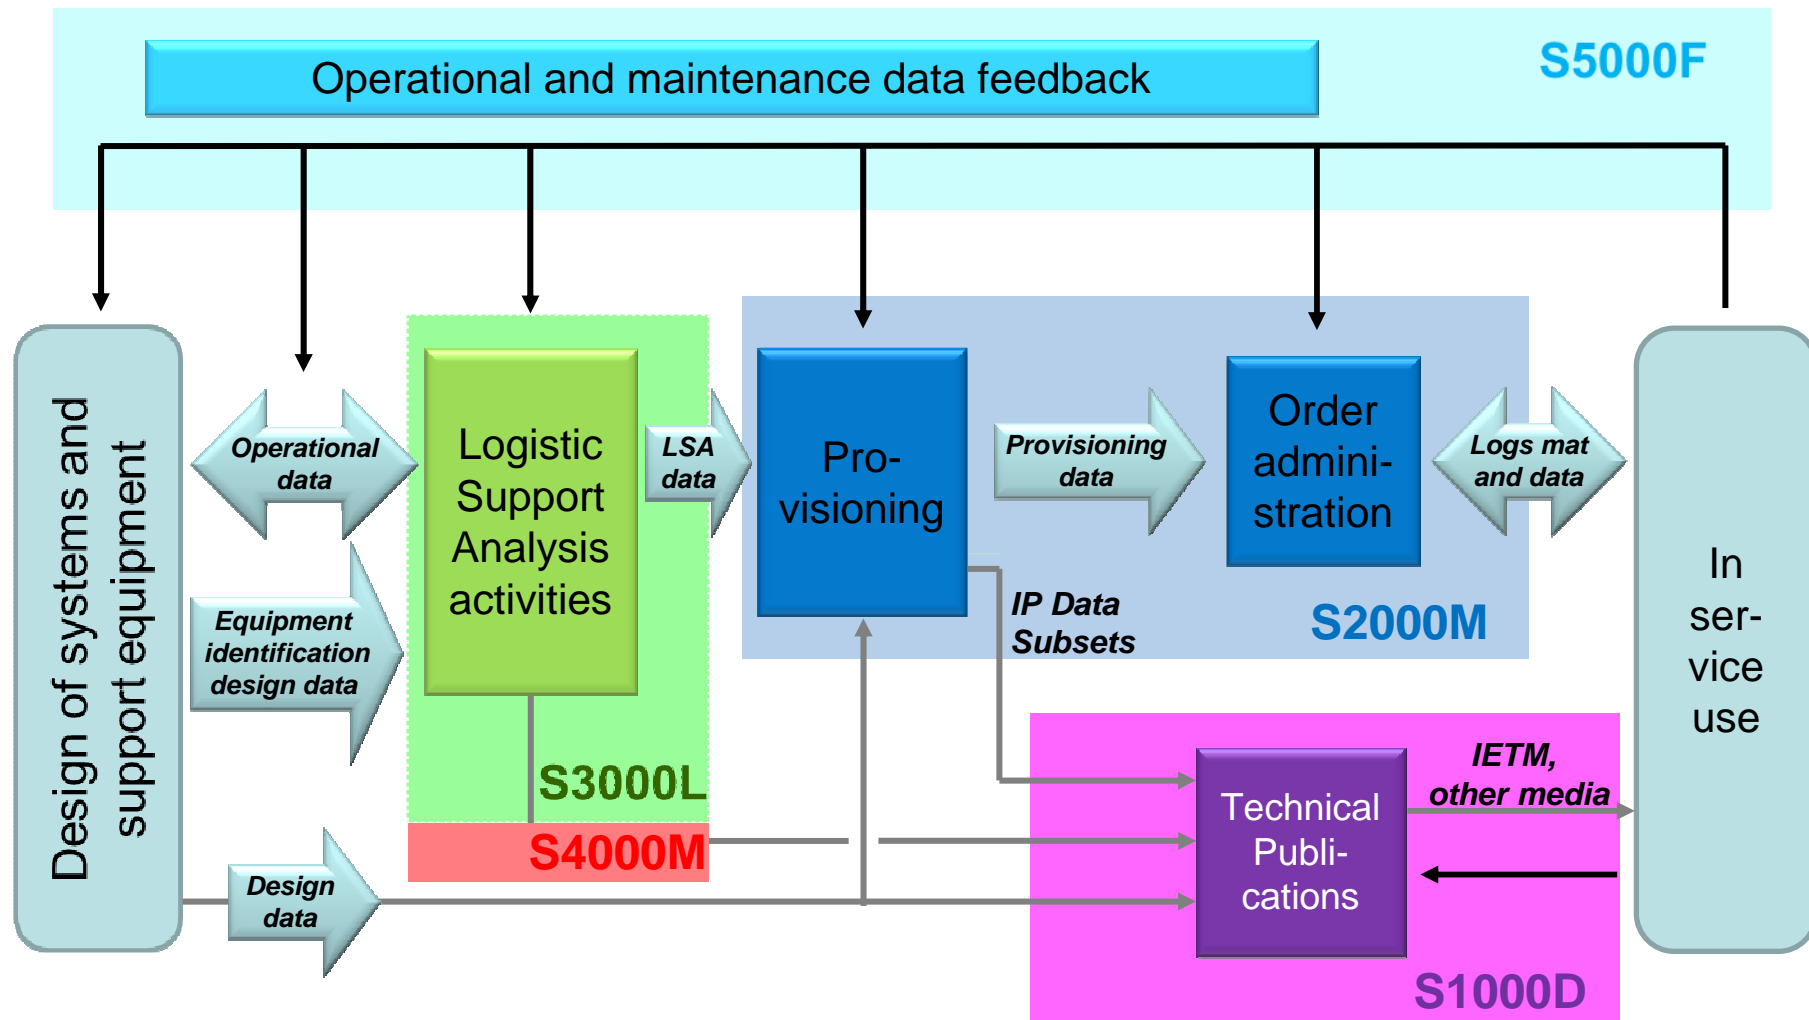 Operational and maintenance data feedback
S5000F
Design of systems and
support equipment
Operational
data
Equipment
identification
design data
Design
data
Logistic
Support
Analysis
activities
S3000L
S4000M
LSA
data
Pro-
visioning
Provisioning
data
IP Data
Subsets
Order
admini-
stration
S2000M
Logs mat
and data
Technical
Publi-
cations
IETM,
other media
S1000D
In
ser-
vice
use